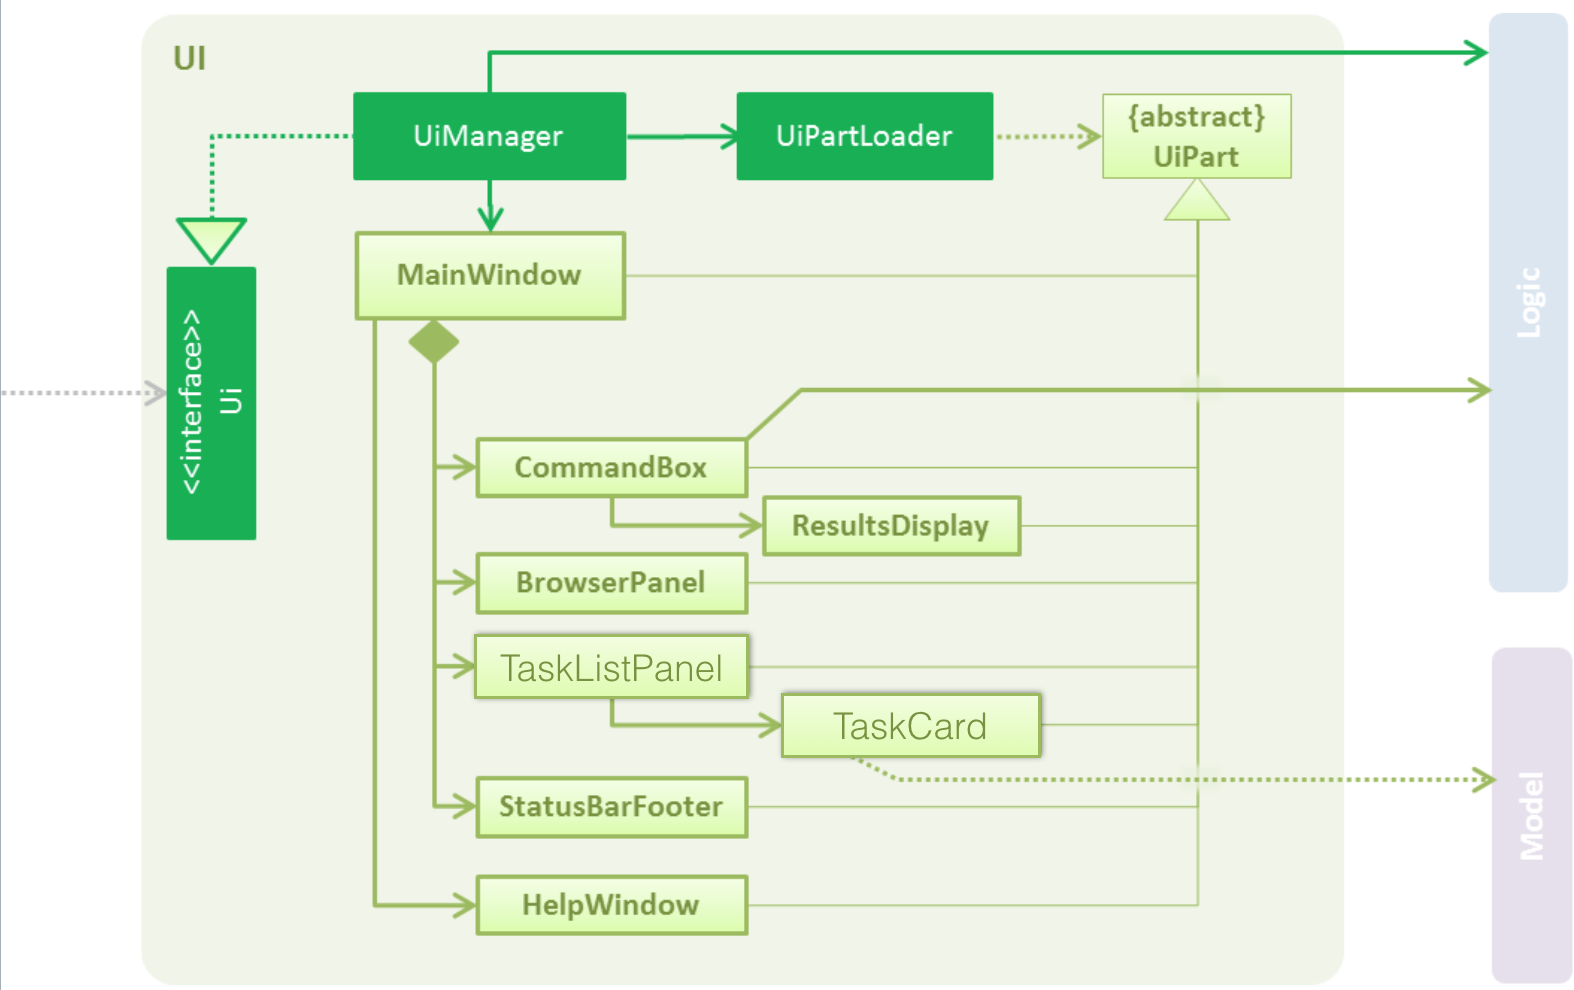 UI
UiManager
UiPartLoader
{abstract}
UiPart
MainWindow
<<interface>>
Ui
Logic
CommandBox
ResultsDisplay
BrowserPanel
TaskListPanel
TaskCard
StatusBarFooter
Model
HelpWindow